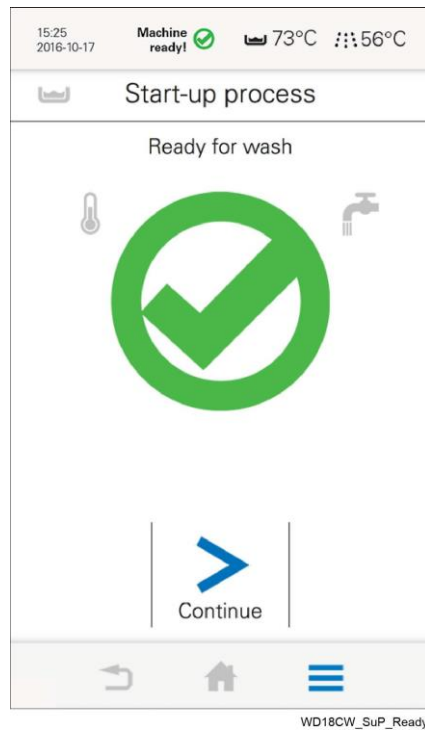 15:25
2016-10-17
Machine
ready!
73°C
56°C
Start-up process
Ready for wash
Continue
WD18CW_SuP_Ready